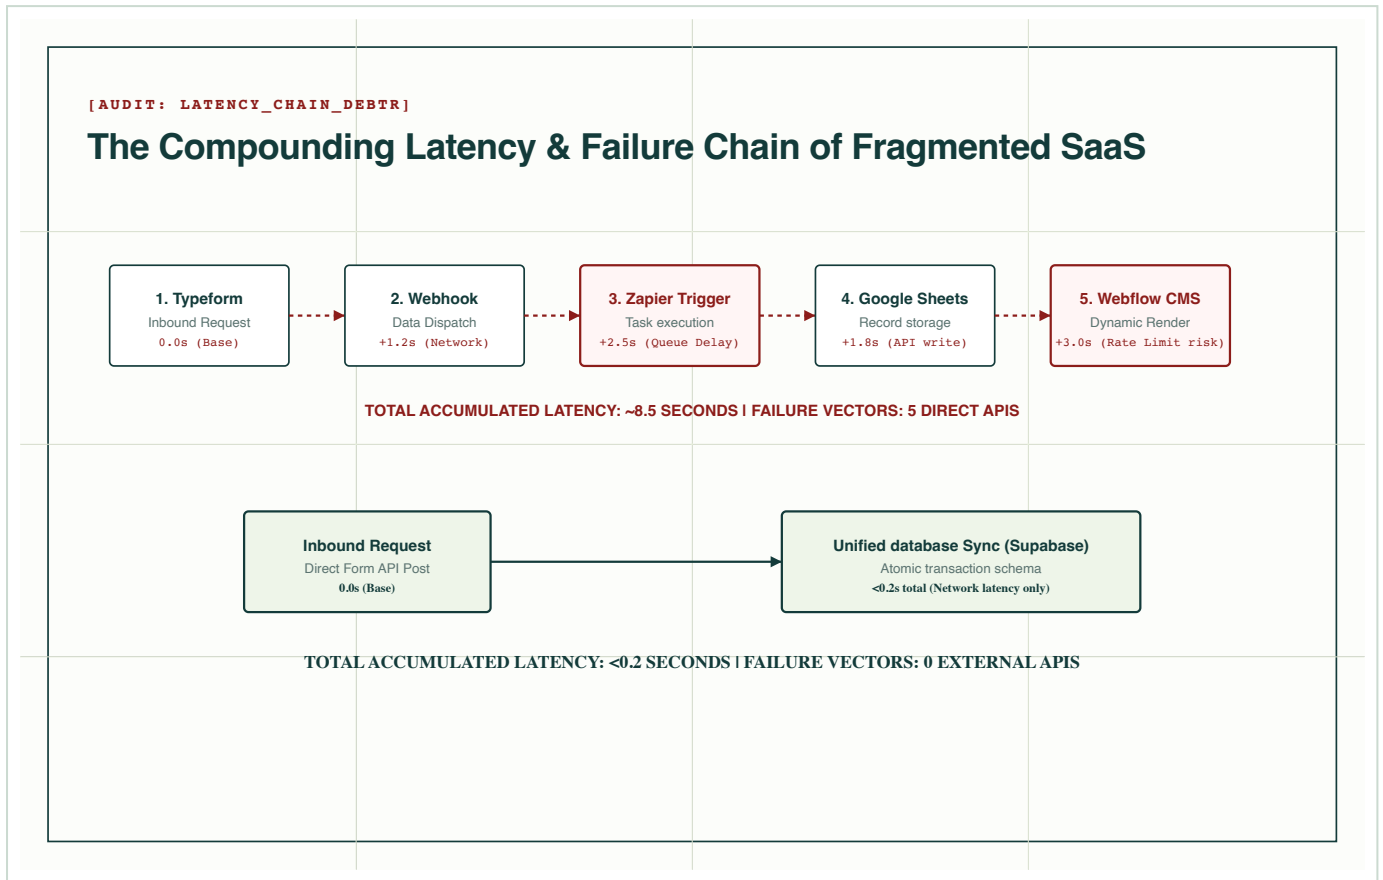 [AUDIT: LATENCY_CHAIN_DEBTR]
The Compounding Latency & Failure Chain of Fragmented SaaS
1. Typeform
Inbound Request
0.0s (Base)
2. Webhook
Data Dispatch
+1.2s (Network)
3. Zapier Trigger
Task execution
+2.5s (Queue Delay)
4. Google Sheets
Record storage
+1.8s (API write)
5. Webflow CMS
Dynamic Render
+3.0s (Rate Limit risk)
TOTAL ACCUMULATED LATENCY: ~8.5 SECONDS | FAILURE VECTORS: 5 DIRECT APIS
Inbound Request
Direct Form API Post
0.0s (Base)
Unified database Sync (Supabase)
Atomic transaction schema
<0.2s total (Network latency only)
TOTAL ACCUMULATED LATENCY: <0.2 SECONDS | FAILURE VECTORS: 0 EXTERNAL APIS